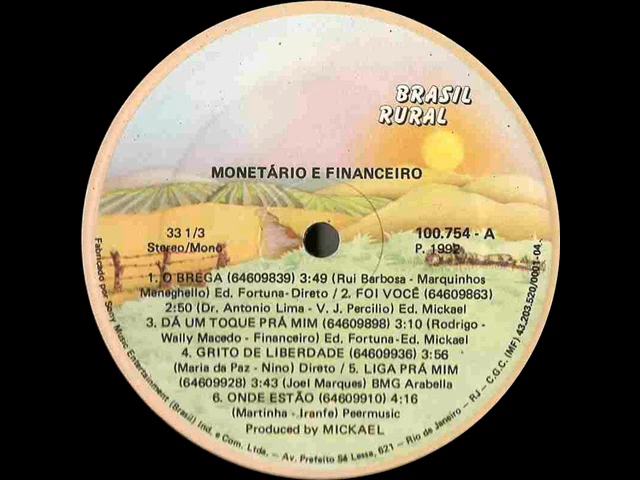 BRASIL
RURAL
MONETÁRIO E FINANCEIRO
33 1/3
Stereo/Mono
100.754 - A
P. 1992
1. O BREGA (64609839) 3:49 (Rui Barbosa - Marquinhos
Meneghello) Ed. Fortuna-Direto / 2. FOI VOCÊ (64609863)
2:50 (Dr. Antonio Lima - V. J. Percilio) Ed. Mickael
3. DÁ UM TOQUE PRÁ MIM (64609898) 3:10 (Rodrigo -
Wally Macedo - Financeiro) Ed. Fortuna-Ed. Mickael
4. GRITO DE LIBERDADE (64609936) 3:56
(Maria da Paz - Nino) Direto / 5. LIGA PRÁ MIM
(64609928) 3:43 (Joel Marques) BMG Arabella
6. ONDE ESTÃO (64609910) 4:16
(Martinha - Iranfe) Peermusic
Produced by MICKAEL
Fabricado por Sony Music Entertainment (Brasil) Ind. e Com. Ltda. - Av. Prefeito Sá Lessa, 621 - Rio de Janeiro - RJ - C.G.C. (MF) 43.203.520/0001-04